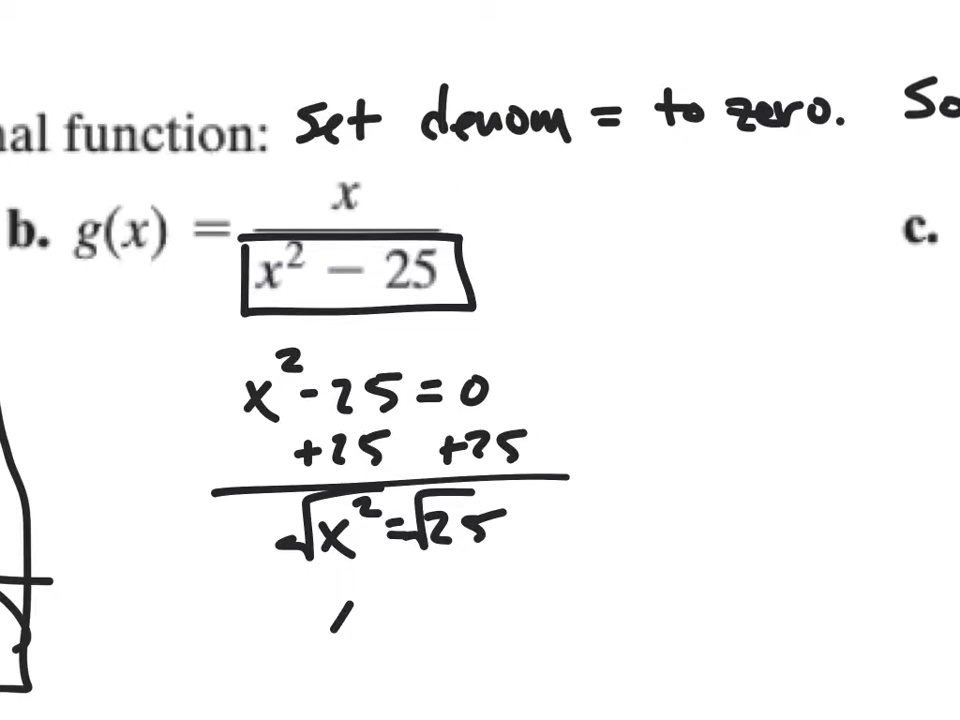 nal function: set denom = to zero. So
b. g(x) = x / x² − 25
c.
x² - 25 = 0
+25 +25
√x² = √25